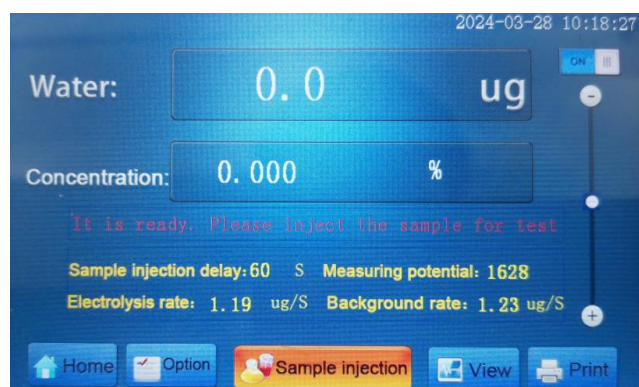 2024-03-28 10:18:27
ON
Water: 0.0 ug
Concentration: 0.000 %
It is ready. Please inject the sample for test
Sample injection delay: 60 S Measuring potential: 1628
Electrolysis rate: 1.19 ug/S Background rate: 1.23 ug/S
Home Option Sample injection View Print